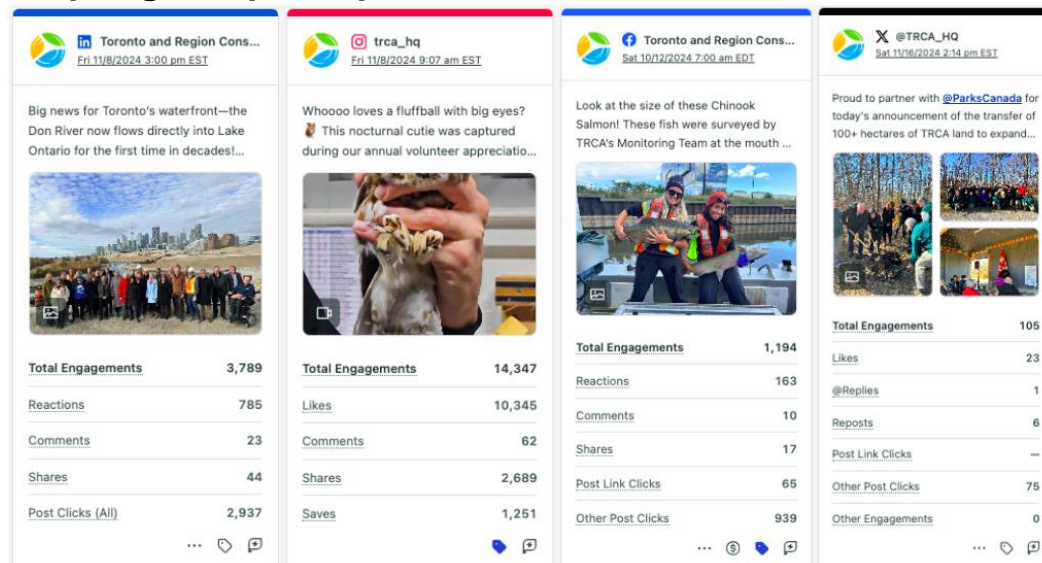 Toronto and Region Cons...
Fri 11/8/2024 3:00 pm EST
Big news for Toronto's waterfront—the
Don River now flows directly into Lake
Ontario for the first time in decades!...
Total Engagements 3,789
Reactions 785
Comments 23
Shares 44
Post Clicks (All) 2,937
trca_hq
Fri 11/8/2024 9:07 am EST
Whoooo loves a fluffball with big eyes?
🦉 This nocturnal cutie was captured
during our annual volunteer appreciatio...
Total Engagements 14,347
Likes 10,345
Comments 62
Shares 2,689
Saves 1,251
Toronto and Region Cons...
Sat 10/12/2024 7:00 am EDT
Look at the size of these Chinook
Salmon! These fish were surveyed by
TRCA's Monitoring Team at the mouth ...
Total Engagements 1,194
Reactions 163
Comments 10
Shares 17
Post Link Clicks 65
Other Post Clicks 939
@TRCA_HQ
Sat 11/16/2024 2:14 pm EST
Proud to partner with @ParksCanada for
today's announcement of the transfer of
100+ hectares of TRCA land to expand...
Total Engagements 105
Likes 23
@Replies 1
Reposts 6
Post Link Clicks —
Other Post Clicks 75
Other Engagements 0